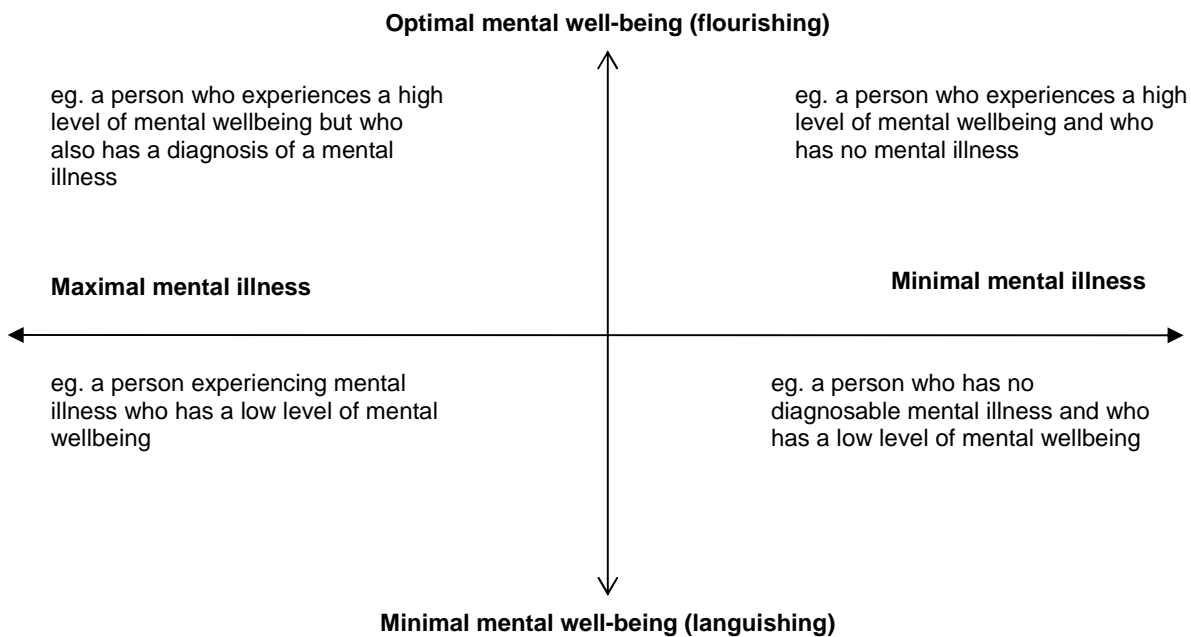 Optimal mental well-being (flourishing)
eg. a person who experiences a high
level of mental wellbeing but who
also has a diagnosis of a mental
illness
eg. a person who experiences a high
level of mental wellbeing and who
has no mental illness
Maximal mental illness
Minimal mental illness
eg. a person experiencing mental
illness who has a low level of mental
wellbeing
eg. a person who has no
diagnosable mental illness and who
has a low level of mental wellbeing
Minimal mental well-being (languishing)